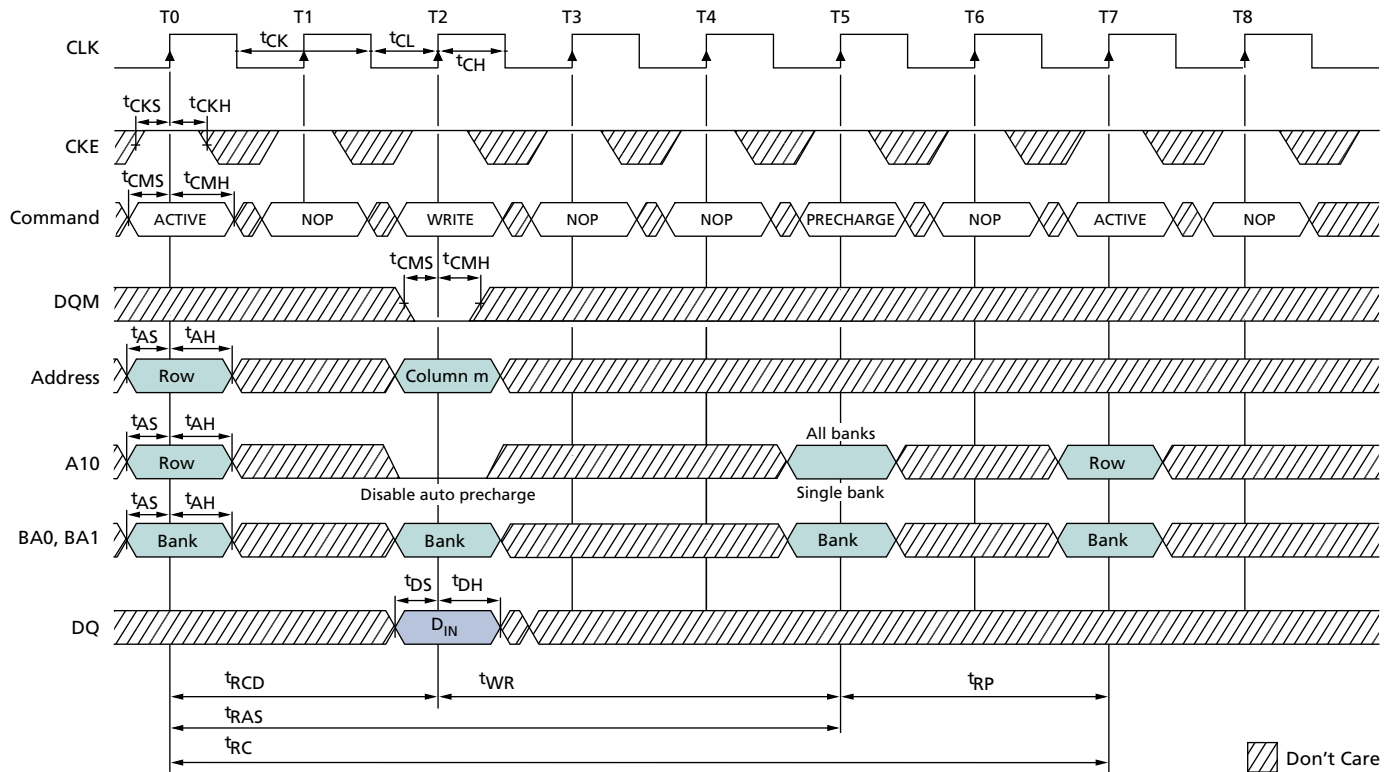 T0 T1 T2 T3 T4 T5 T6 T7 T8
CLK
tCK tCL
tCH
tCKS tCKH
CKE
tCMS tCMH
Command ACTIVE NOP WRITE NOP NOP PRECHARGE NOP ACTIVE NOP
tCMS tCMH
DQM
tAS tAH
Address Row Column m
tAS tAH All banks
A10 Row Row
Disable auto precharge Single bank
tAS tAH
BA0, BA1 Bank Bank Bank Bank
tDS tDH
DQ DIN
tRCD tWR tRP
tRAS
tRC
Don't Care